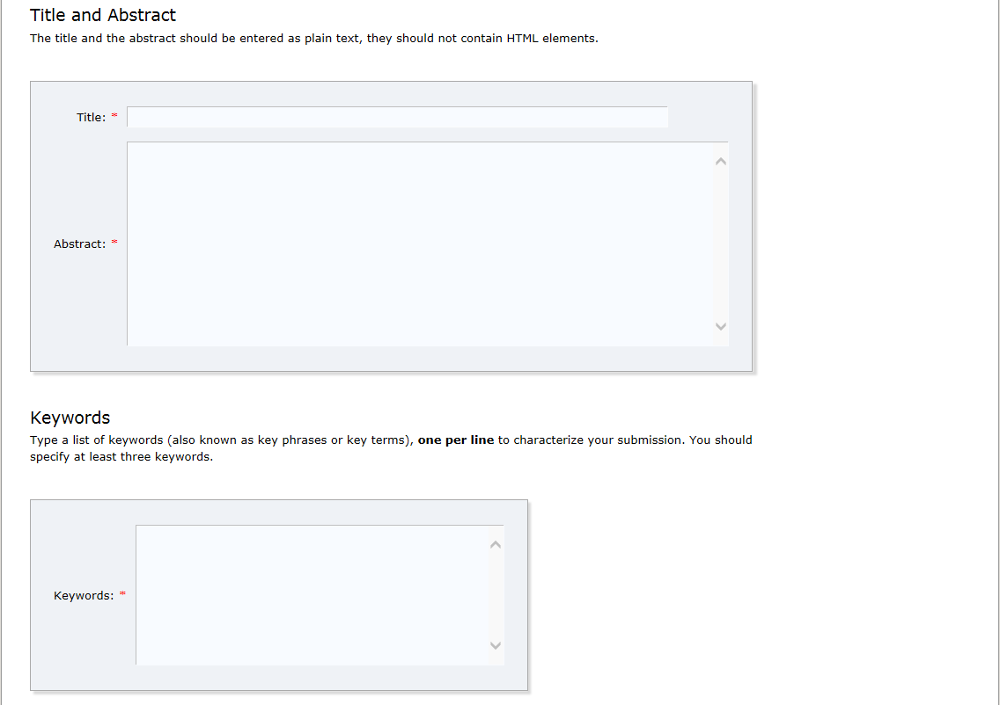 Title and Abstract
The title and the abstract should be entered as plain text, they should not contain HTML elements.
Title: *
Abstract: *
Keywords
Type a list of keywords (also known as key phrases or key terms), one per line to characterize your submission. You should
specify at least three keywords.
Keywords: *